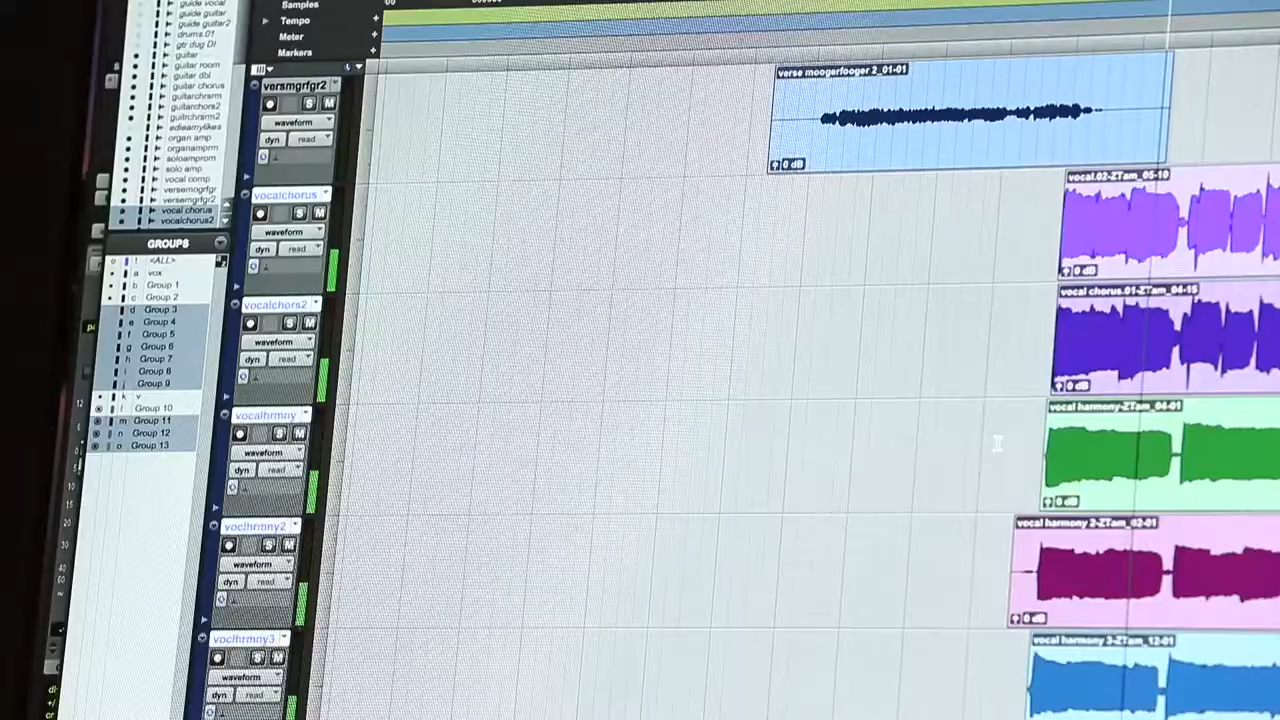 guide vocal
guide guitar
guide guitar2
drums.01
gtr dug DI
guitar
guitar room
guitar dbl
guitar chorus
guitarchrsrm
guitarchors2
guitrchrsrm2
edieamylikes
organ amp
organamprm
soloamprom
solo amp
vocal comp
versemogrfgr
versemgrfgr2
vocal chorus
vocalchorus2
GROUPS
! <ALL>
a vox
b Group 1
c Group 2
d Group 3
e Group 4
f Group 5
g Group 6
h Group 7
i Group 8
j Group 9
k v
l Group 10
m Group 11
n Group 12
o Group 13
Samples
Tempo
Meter
Markers
versmgrfgr2
S M
waveform
dyn read
vocalchorus
S M
waveform
dyn read
vocalchors2
S M
waveform
dyn read
vocalhrmny
S M
waveform
dyn read
voclhrmny2
S M
waveform
dyn read
voclhrmny3
S M
waveform
dyn read
verse moogerfooger 2_01-01
0 dB
vocal.02-ZTam_05-10
0 dB
vocal chorus.01-ZTam_04-15
0 dB
vocal harmony-ZTam_04-01
0 dB
vocal harmony 2-ZTam_02-01
0 dB
vocal harmony 3-ZTam_12-01